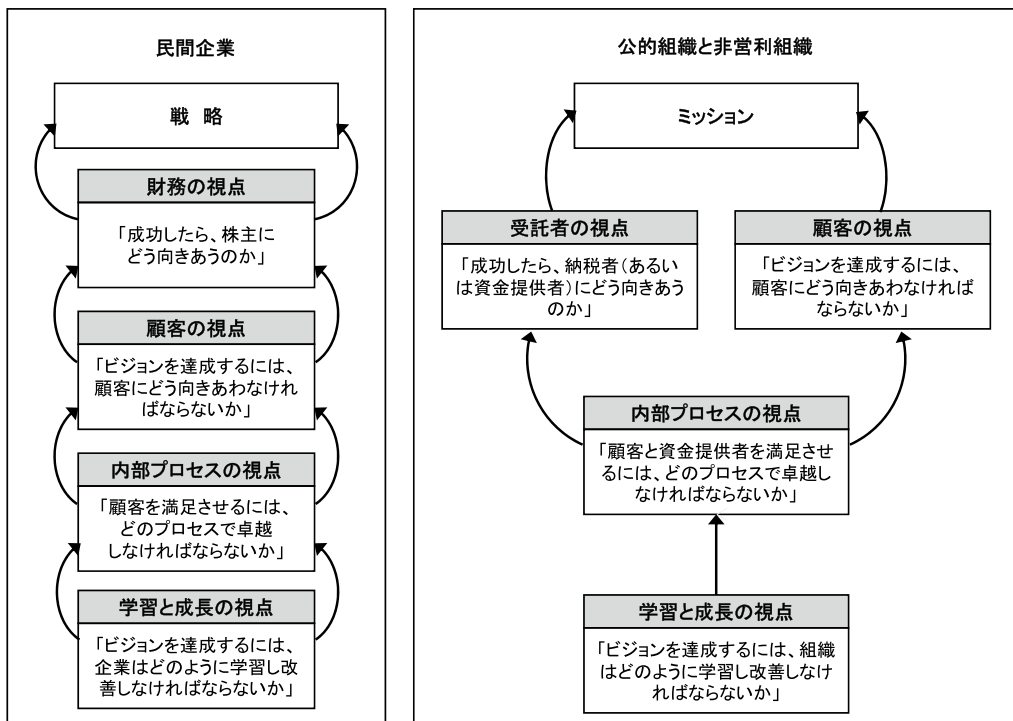 民間企業
戦 略
財務の視点
「成功したら、株主に
どう向きあうのか」
顧客の視点
「ビジョンを達成するには、
顧客にどう向きあわなけれ
ばならないか」
内部プロセスの視点
「顧客を満足させるには、
どのプロセスで卓越
しなければならないか」
学習と成長の視点
「ビジョンを達成するには、
企業はどのように学習し改
善しなければならないか」
公的組織と非営利組織
ミッション
受託者の視点
「成功したら、納税者(あるい
は資金提供者)にどう向きあう
のか」
顧客の視点
「ビジョンを達成するには、
顧客にどう向きあわなければ
ならないか」
内部プロセスの視点
「顧客と資金提供者を満足させ
るには、どのプロセスで卓越し
なければならないか」
学習と成長の視点
「ビジョンを達成するには、組織
はどのように学習し改善しなけ
ればならないか」